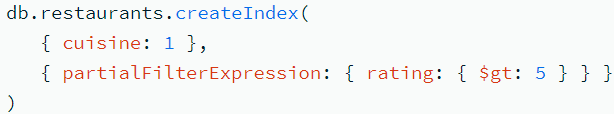 db.restaurants.createIndex(
{ cuisine: 1 },
{ partialFilterExpression: { rating: { $gt: 5 } } }
)